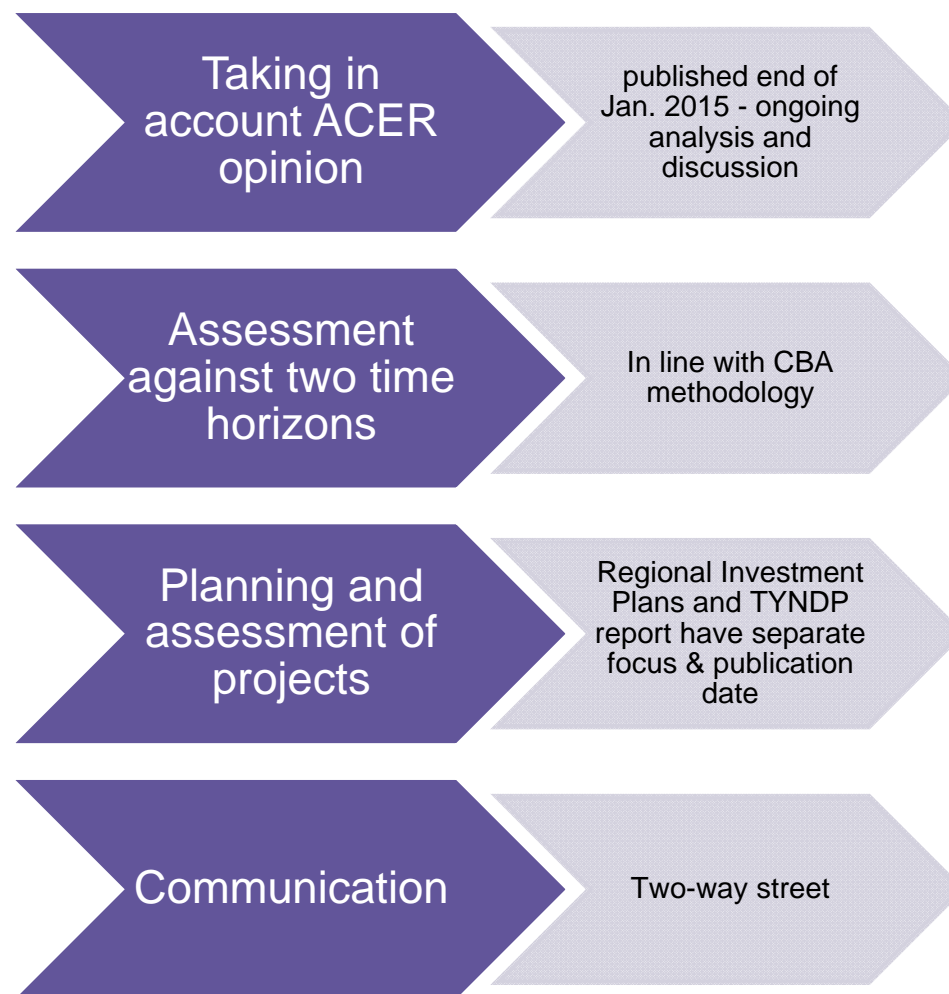 Taking in
account ACER
opinion
published end of
Jan. 2015 - ongoing
analysis and
discussion
Assessment
against two time
horizons
In line with CBA
methodology
Planning and
assessment of
projects
Regional Investment
Plans and TYNDP
report have separate
focus & publication
date
Communication
Two-way street